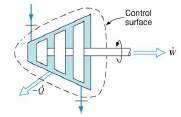 Control
surface
Ẇ
-Q̇